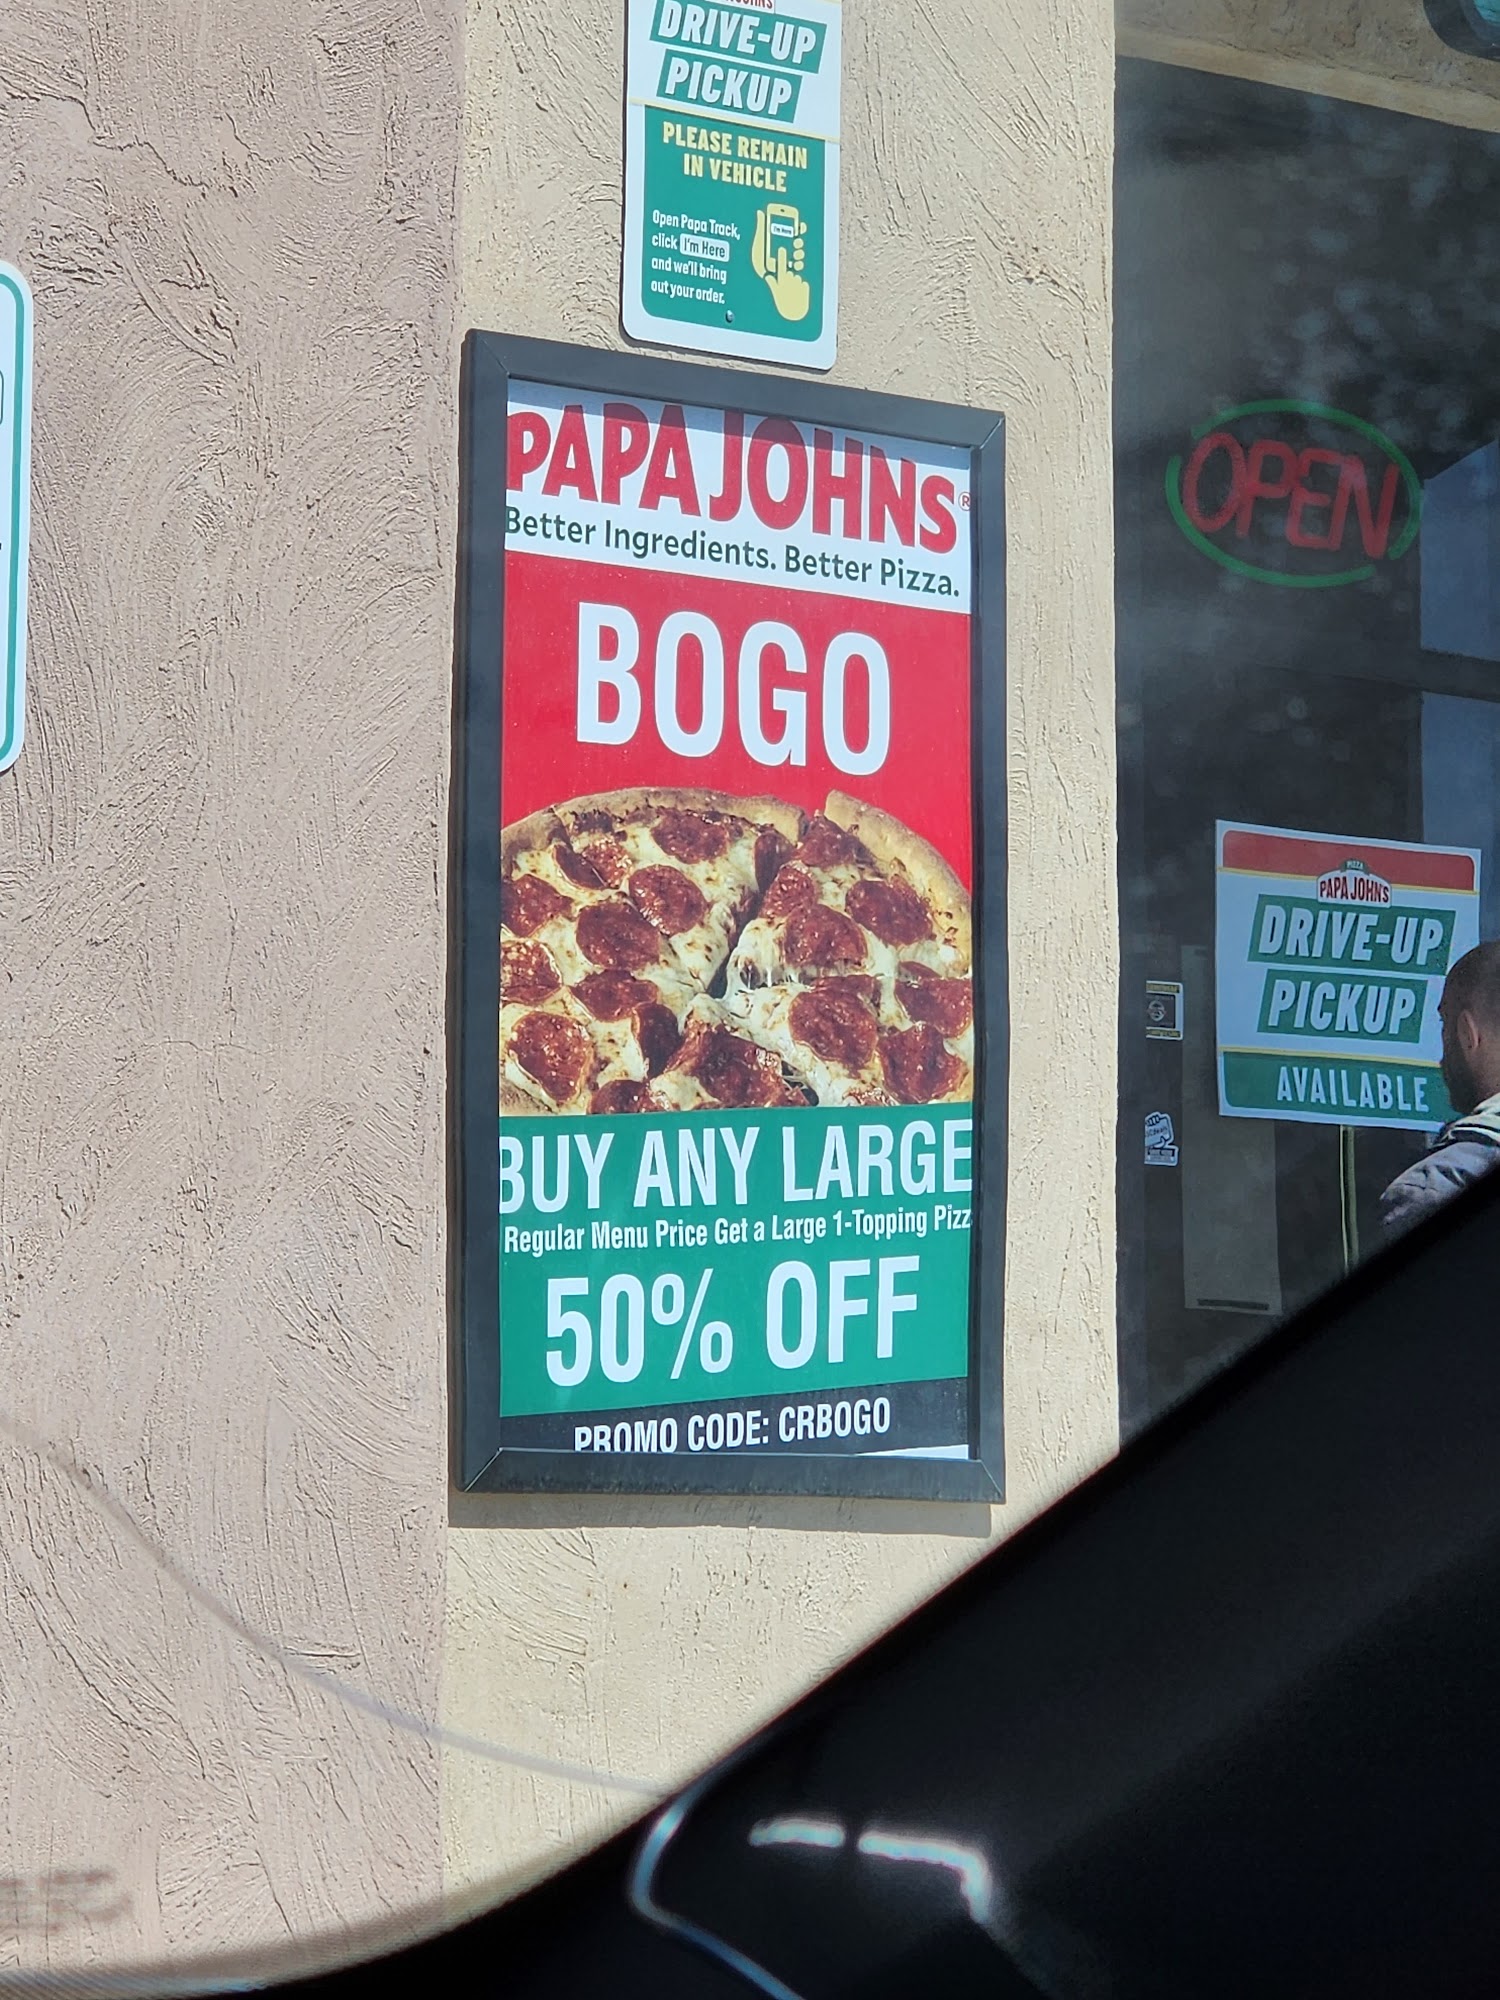 DRIVE-UP
PICKUP
PLEASE REMAIN
IN VEHICLE
Open Papa Track,
click I'm Here
and we'll bring
out your order.
PAPA JOHNS®
Better Ingredients. Better Pizza.
BOGO
BUY ANY LARGE
Regular Menu Price Get a Large 1-Topping Pizz
50% OFF
PROMO CODE: CRBOGO
OPEN
PIZZA
PAPA JOHN'S
DRIVE-UP
PICKUP
AVAILABLE